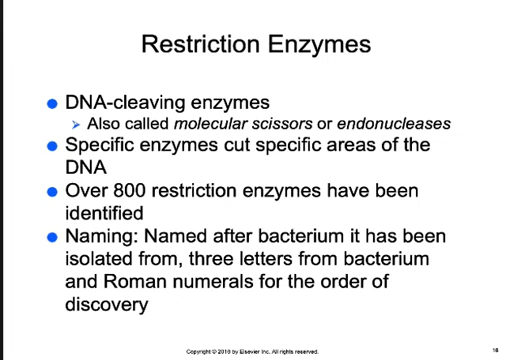 Restriction Enzymes
DNA-cleaving enzymes
Also called molecular scissors or endonucleases
Specific enzymes cut specific areas of the
DNA
Over 800 restriction enzymes have been
identified
Naming: Named after bacterium it has been
isolated from, three letters from bacterium
and Roman numerals for the order of
discovery
Copyright © 2016 by Elsevier Inc. All rights reserved.
16